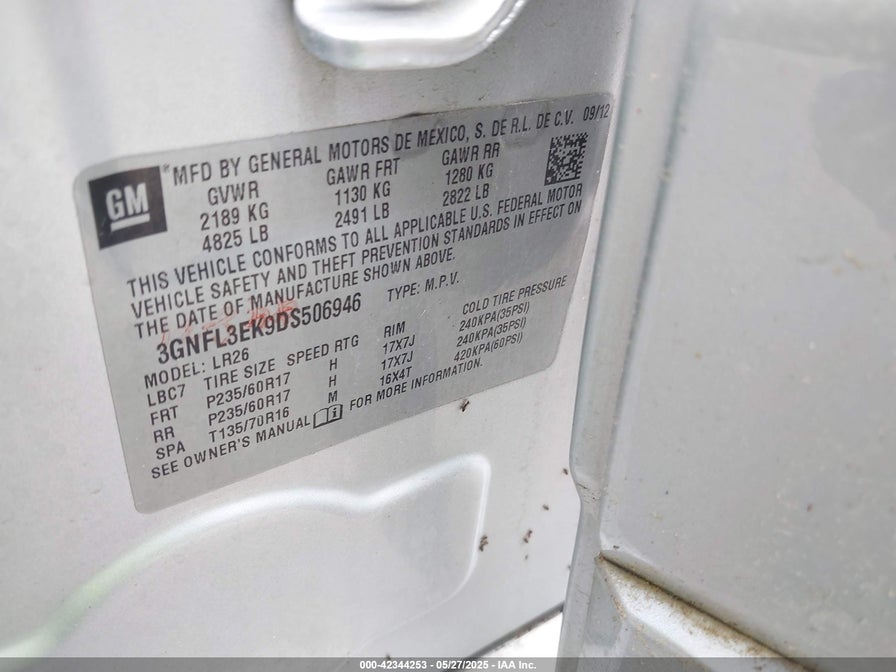 GM
*MFD BY GENERAL MOTORS DE MEXICO, S. DE R.L. DE C.V. 09/12
GVWR GAWR FRT GAWR RR
2189 KG 1130 KG 1280 KG
4825 LB 2491 LB 2822 LB
THIS VEHICLE CONFORMS TO ALL APPLICABLE U.S. FEDERAL MOTOR
VEHICLE SAFETY AND THEFT PREVENTION STANDARDS IN EFFECT ON
THE DATE OF MANUFACTURE SHOWN ABOVE.
3GNFL3EK9DS506946 TYPE: M.P.V.
MODEL: LR26
LBC7 TIRE SIZE SPEED RTG RIM COLD TIRE PRESSURE
FRT P235/60R17 H 17X7J 240KPA(35PSI)
RR P235/60R17 H 17X7J 240KPA(35PSI)
SPA T135/70R16 M 16X4T 420KPA(60PSI)
SEE OWNER'S MANUAL FOR MORE INFORMATION.
000-42344253 - 05/27/2025 - IAA Inc.